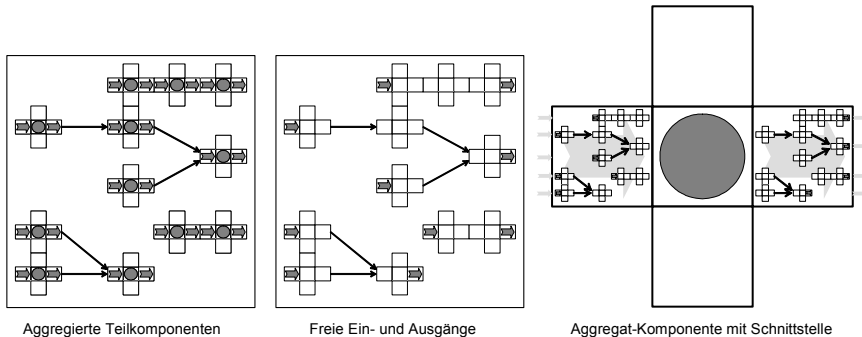 Aggregierte Teilkomponenten
Freie Ein- und Ausgänge
Aggregat-Komponente mit Schnittstelle